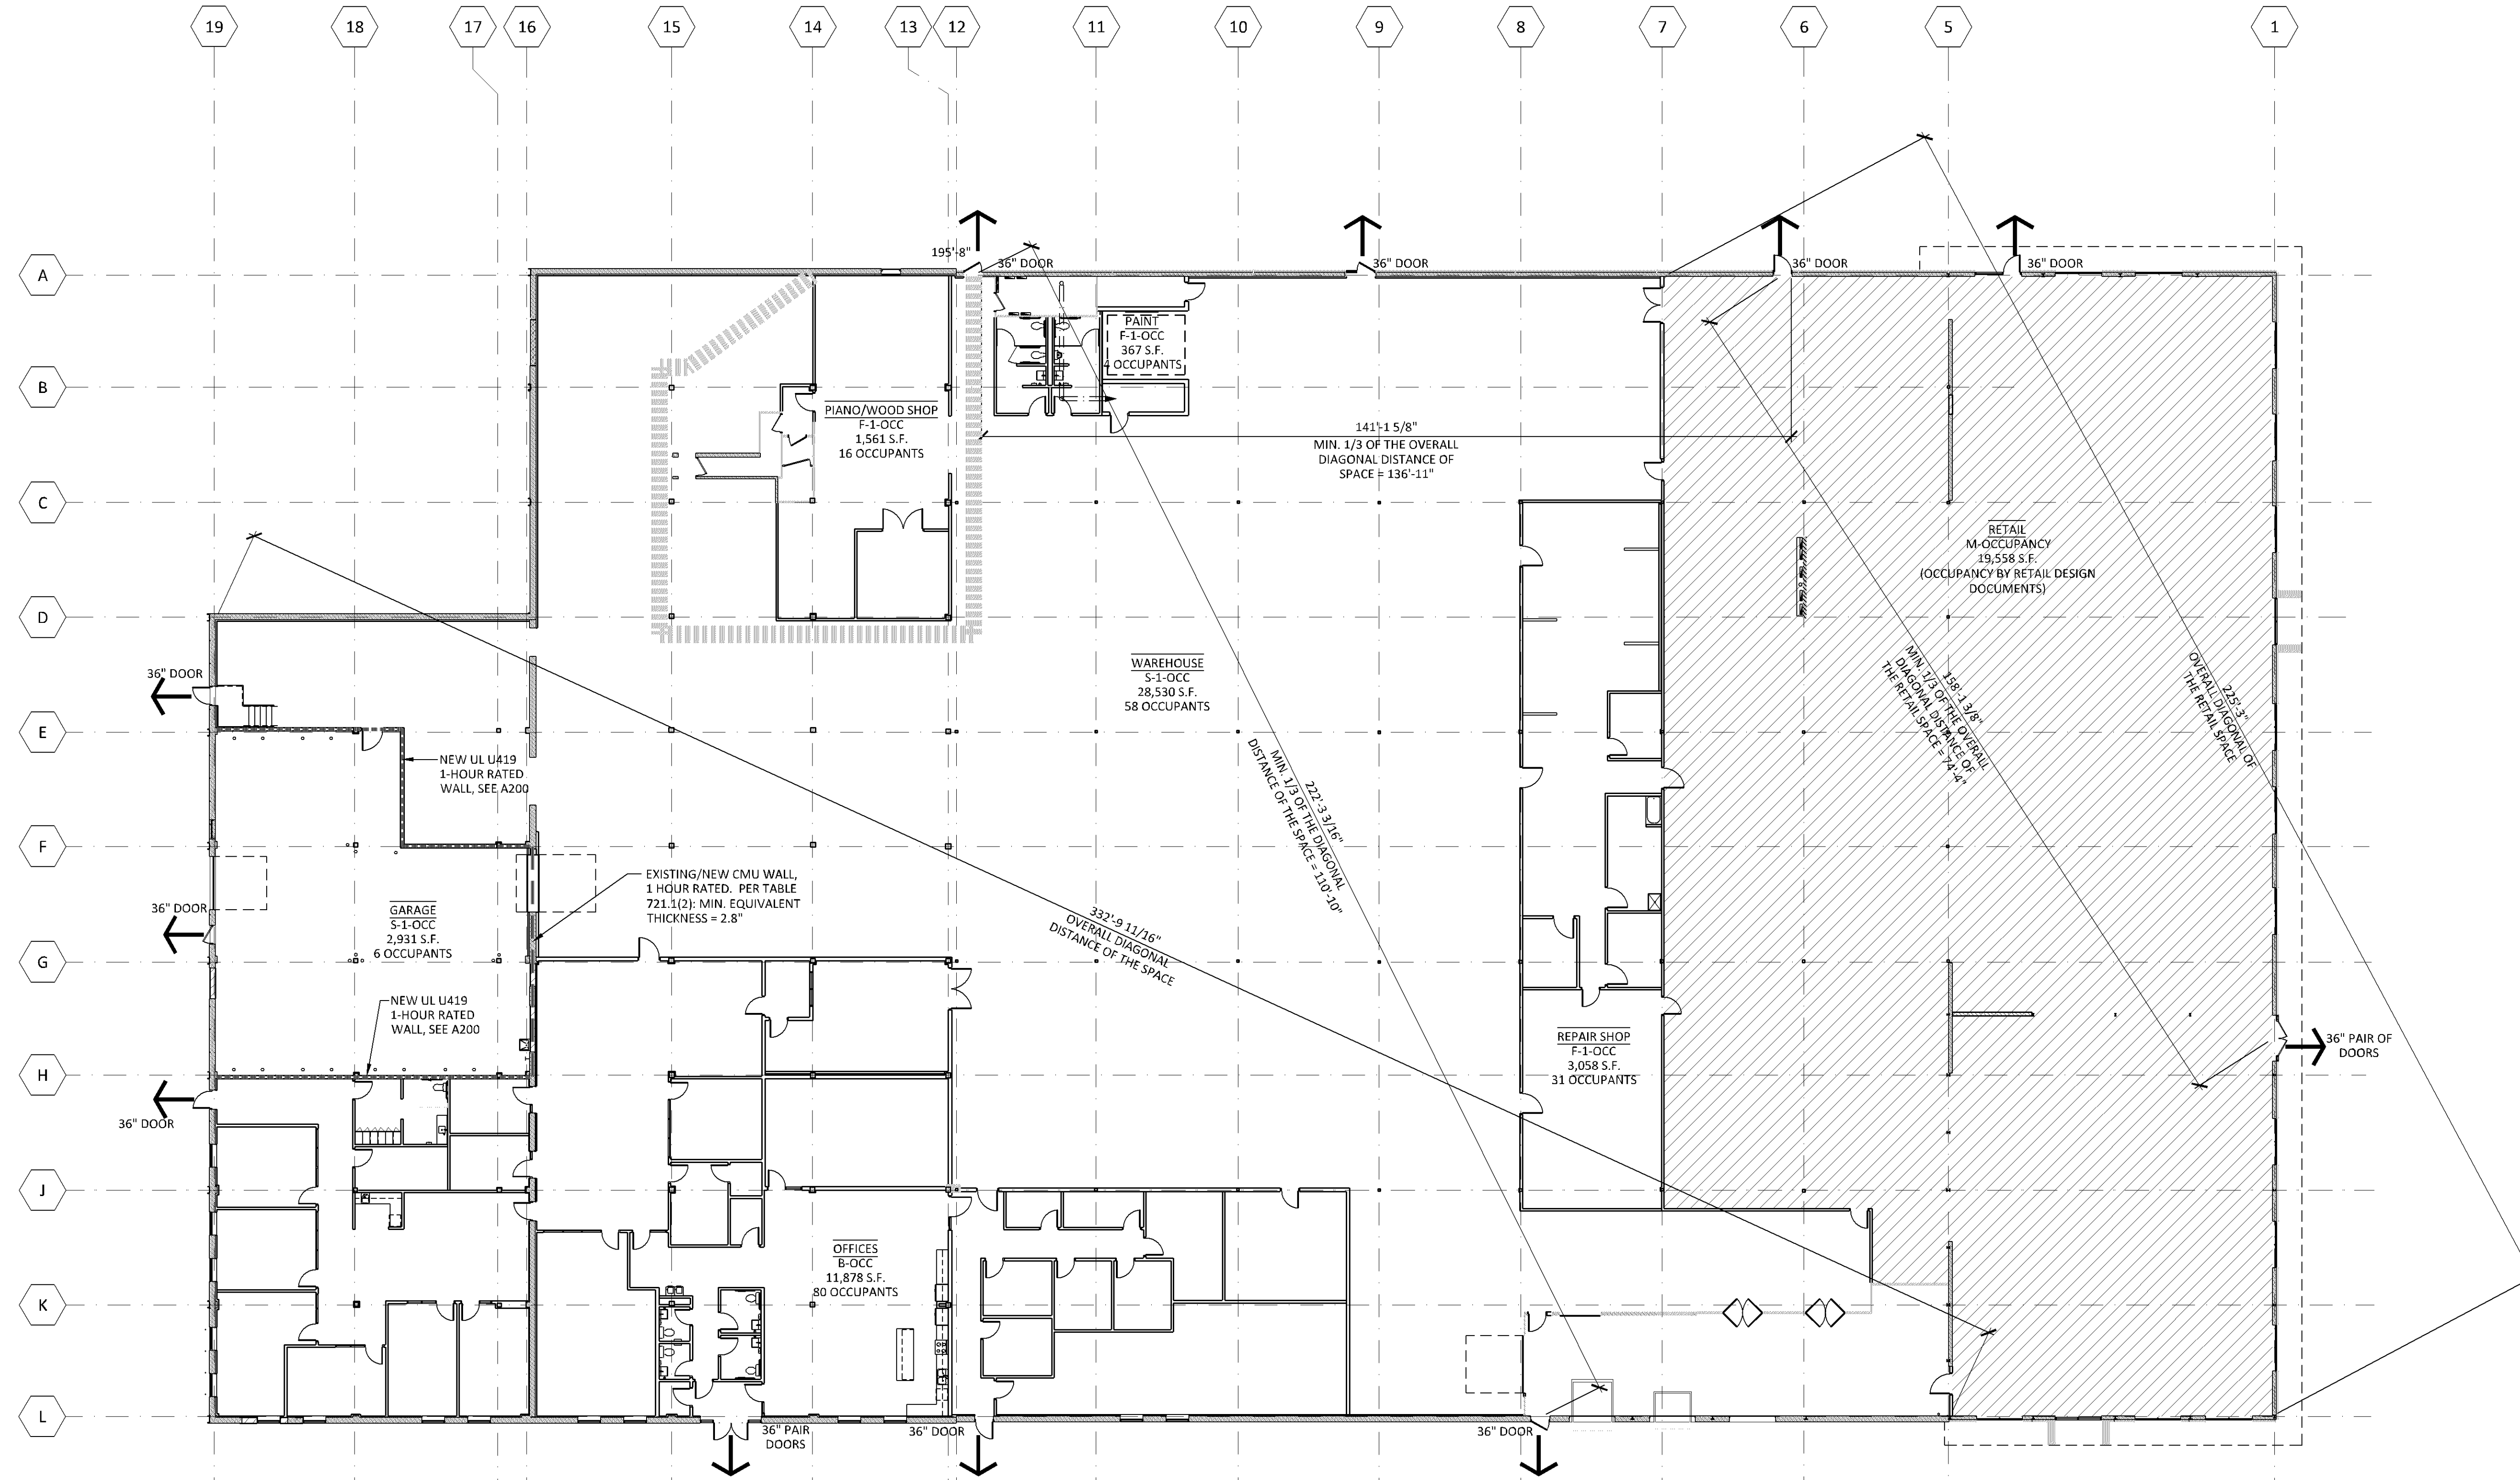 19
18
17
16
15
14
13
12
11
10
9
8
7
6
5
1
A
B
C
D
E
F
G
H
J
K
L
195'-8"
36" DOOR
36" DOOR
36" DOOR
36" DOOR
PAINT
F-1-OCC
367 S.F.
4 OCCUPANTS
PIANO/WOOD SHOP
F-1-OCC
1,561 S.F.
16 OCCUPANTS
141'-1 5/8"
MIN. 1/3 OF THE OVERALL
DIAGONAL DISTANCE OF
SPACE = 136'-11"
RETAIL
M-OCCUPANCY
19,558 S.F.
(OCCUPANCY BY RETAIL DESIGN
DOCUMENTS)
WAREHOUSE
S-1-OCC
28,530 S.F.
58 OCCUPANTS
36" DOOR
158'-1 3/8"
MIN. 1/3 OF THE OVERALL
DIAGONAL DISTANCE OF
THE RETAIL SPACE = 74'-4"
225'-3"
OVERALL DIAGONAL OF
THE RETAIL SPACE
NEW UL U419
1-HOUR RATED
WALL, SEE A200
222'-3 3/16"
MIN. 1/3 OF THE DIAGONAL
DISTANCE OF THE SPACE = 110'-10"
EXISTING/NEW CMU WALL,
1 HOUR RATED. PER TABLE
721.1(2): MIN. EQUIVALENT
THICKNESS = 2.8"
36" DOOR
GARAGE
S-1-OCC
2,931 S.F.
6 OCCUPANTS
332'-9 11/16"
OVERALL DIAGONAL
DISTANCE OF THE SPACE
NEW UL U419
1-HOUR RATED
WALL, SEE A200
REPAIR SHOP
F-1-OCC
3,058 S.F.
31 OCCUPANTS
36" PAIR OF
DOORS
36" DOOR
OFFICES
B-OCC
11,878 S.F.
80 OCCUPANTS
36" PAIR
DOORS
36" DOOR
36" DOOR